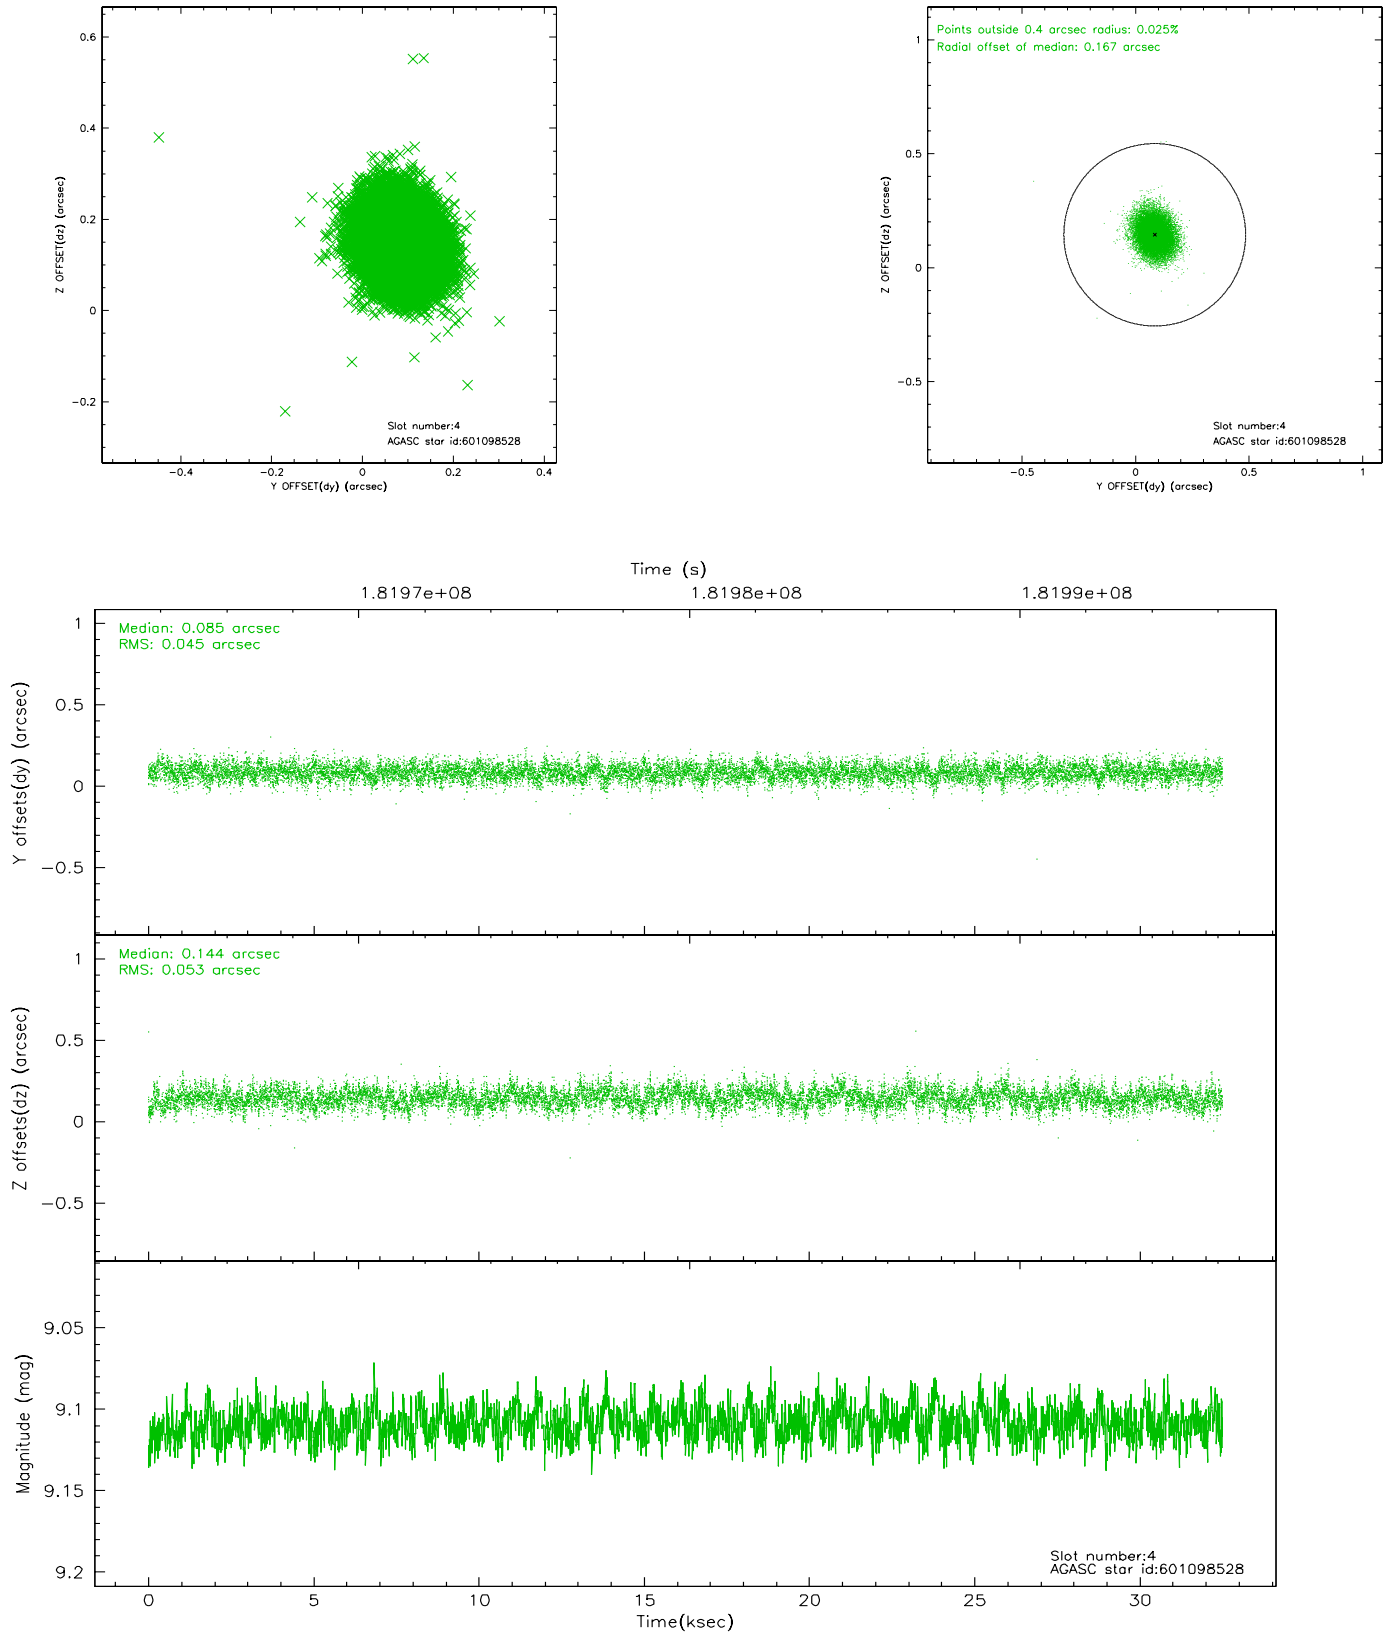 0.6
0.4
0.2
0
−0.2
Z OFFSET(dz) (arcsec)
Slot number:4
AGASC star id:601098528
−0.4 −0.2 0 0.2 0.4
Y OFFSET(dy) (arcsec)
Points outside 0.4 arcsec radius: 0.025%
Radial offset of median: 0.167 arcsec
1
0.5
0
−0.5
Z OFFSET(dz) (arcsec)
Slot number:4
AGASC star id:601098528
−0.5 0 0.5 1
Y OFFSET(dy) (arcsec)
Time (s)
1.8197e+08 1.8198e+08 1.8199e+08
Median: 0.085 arcsec
RMS: 0.045 arcsec
1
0.5
0
−0.5
Y offsets(dy) (arcsec)
Median: 0.144 arcsec
RMS: 0.053 arcsec
1
0.5
0
−0.5
Z offsets(dz) (arcsec)
9.05
9.1
9.15
9.2
Magnitude (mag)
Slot number:4
AGASC star id:601098528
0 5 10 15 20 25 30
Time(ksec)